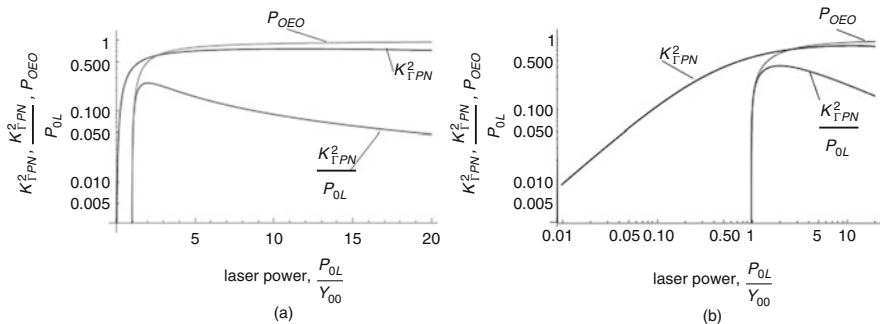 P_OEO
1
0.500
0.100
0.050
0.010
0.005
K²_ΓPN, K²_ΓPN / P_0L, P_OEO
K²_ΓPN
K²_ΓPN / P_0L
5
10
15
20
laser power, P_0L / Y_00
(a)
P_OEO
1
0.500
0.100
0.050
0.010
0.005
K²_ΓPN, K²_ΓPN / P_0L, P_OEO
K²_ΓPN
K²_ΓPN / P_0L
0.01
0.05
0.10
0.50
1
5
10
laser power, P_0L / Y_00
(b)